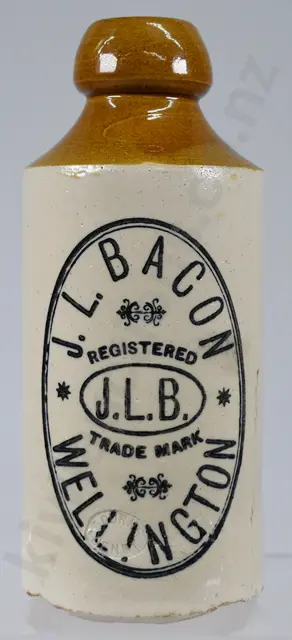 J. L. BACON
REGISTERED
J.L.B.
TRADE MARK
WELLINGTON